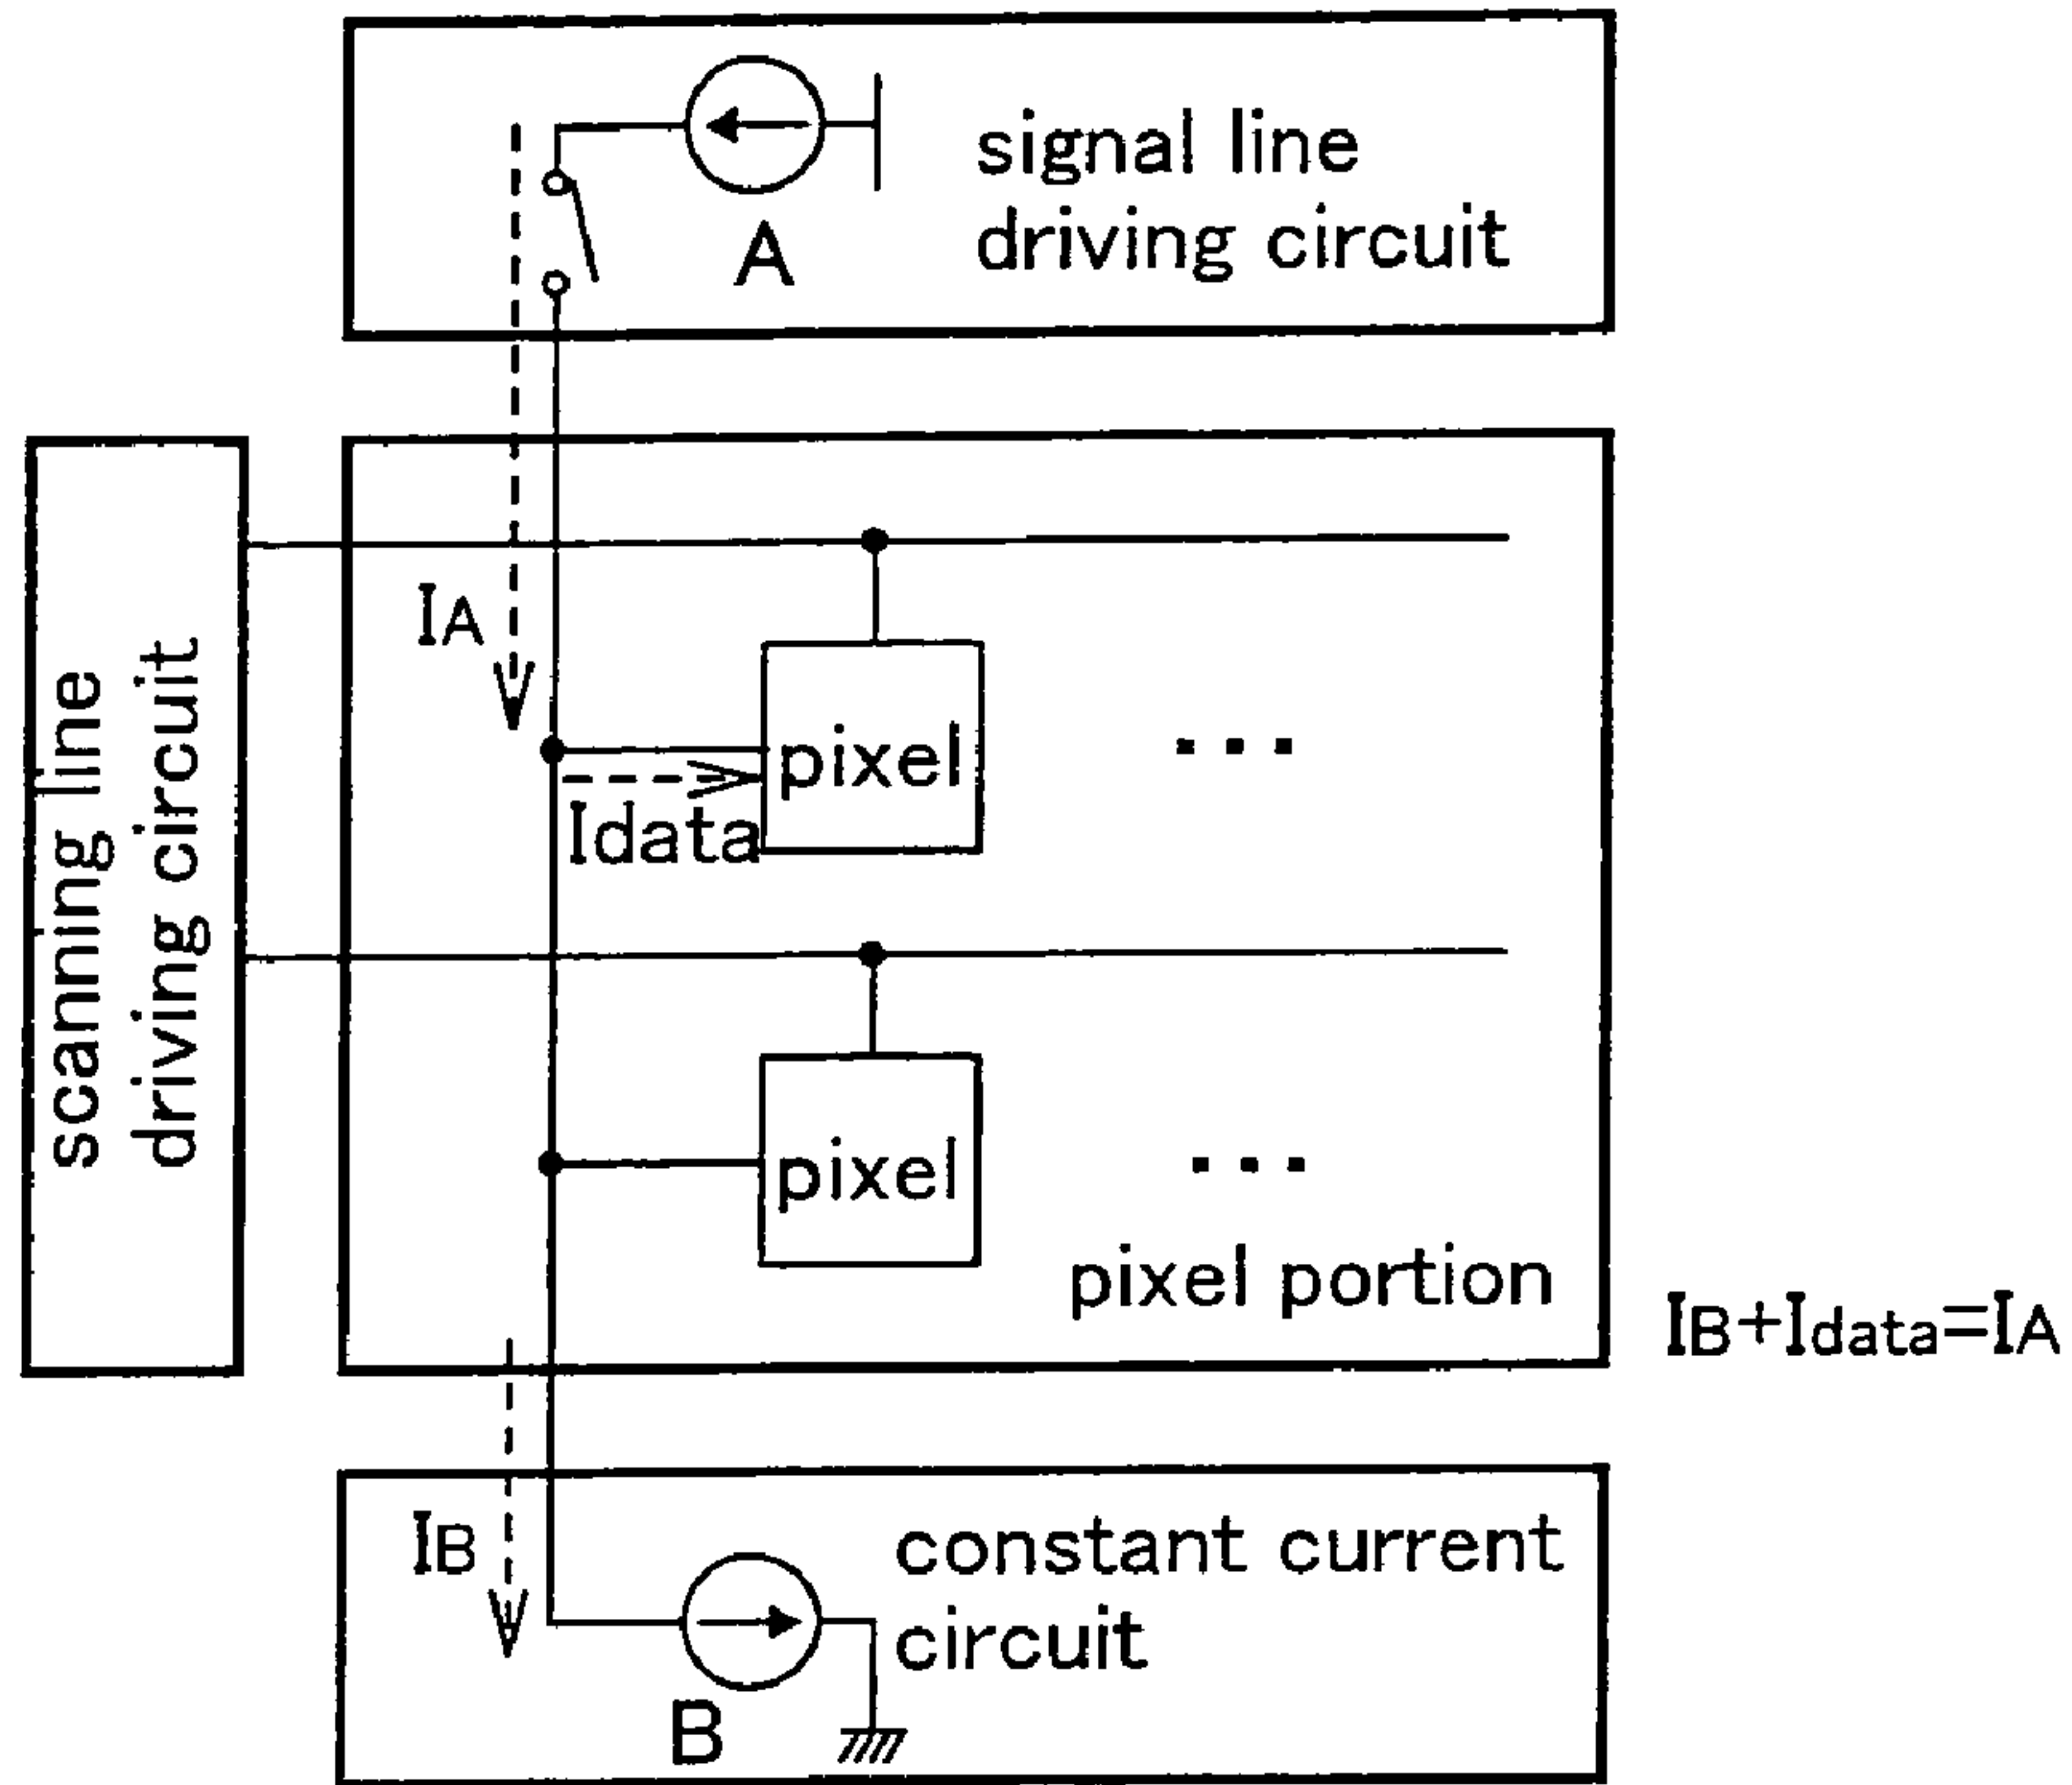 A
signal line
driving circuit
scanning line
driving circuit
IA
pixel
...
Idata
pixel
...
pixel portion
IB+Idata=IA
IB
constant current
circuit
B